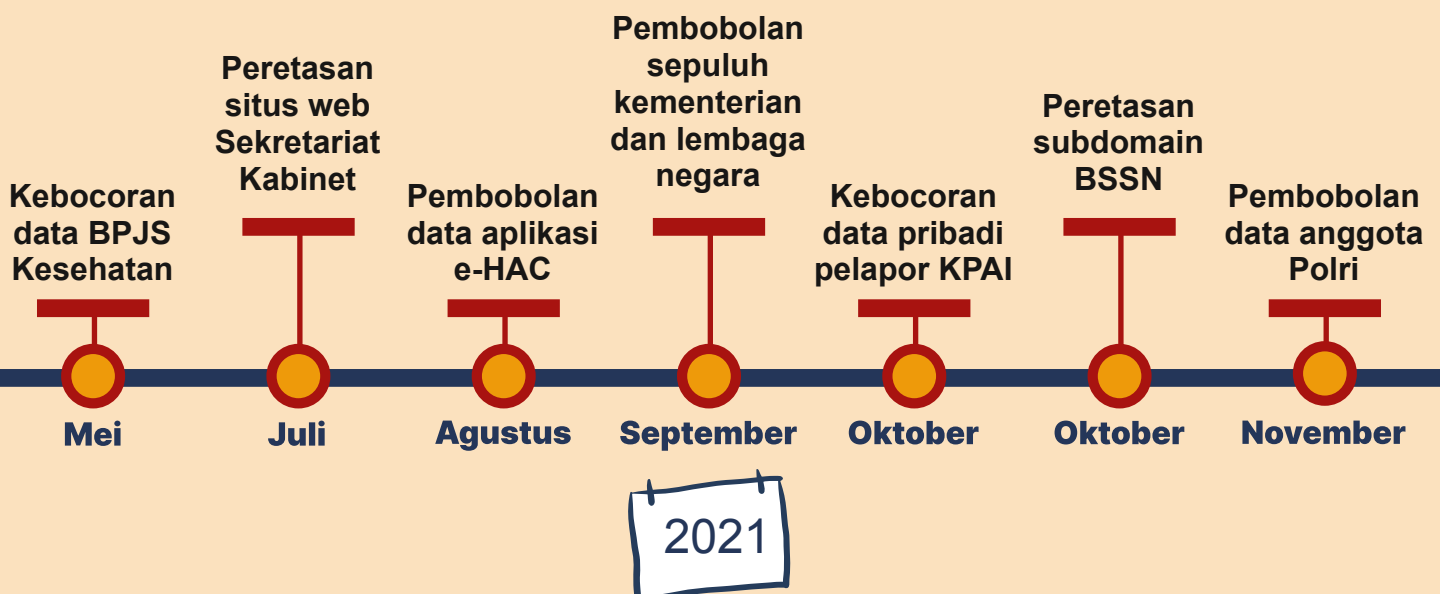 Kebocoran
data BPJS
Kesehatan
Mei
Peretasan
situs web
Sekretariat
Kabinet
Juli
Pembobolan
data aplikasi
e-HAC
Agustus
Pembobolan
sepuluh
kementerian
dan lembaga
negara
September
Kebocoran
data pribadi
pelapor KPAI
Oktober
Peretasan
subdomain
BSSN
Oktober
Pembobolan
data anggota
Polri
November
2021